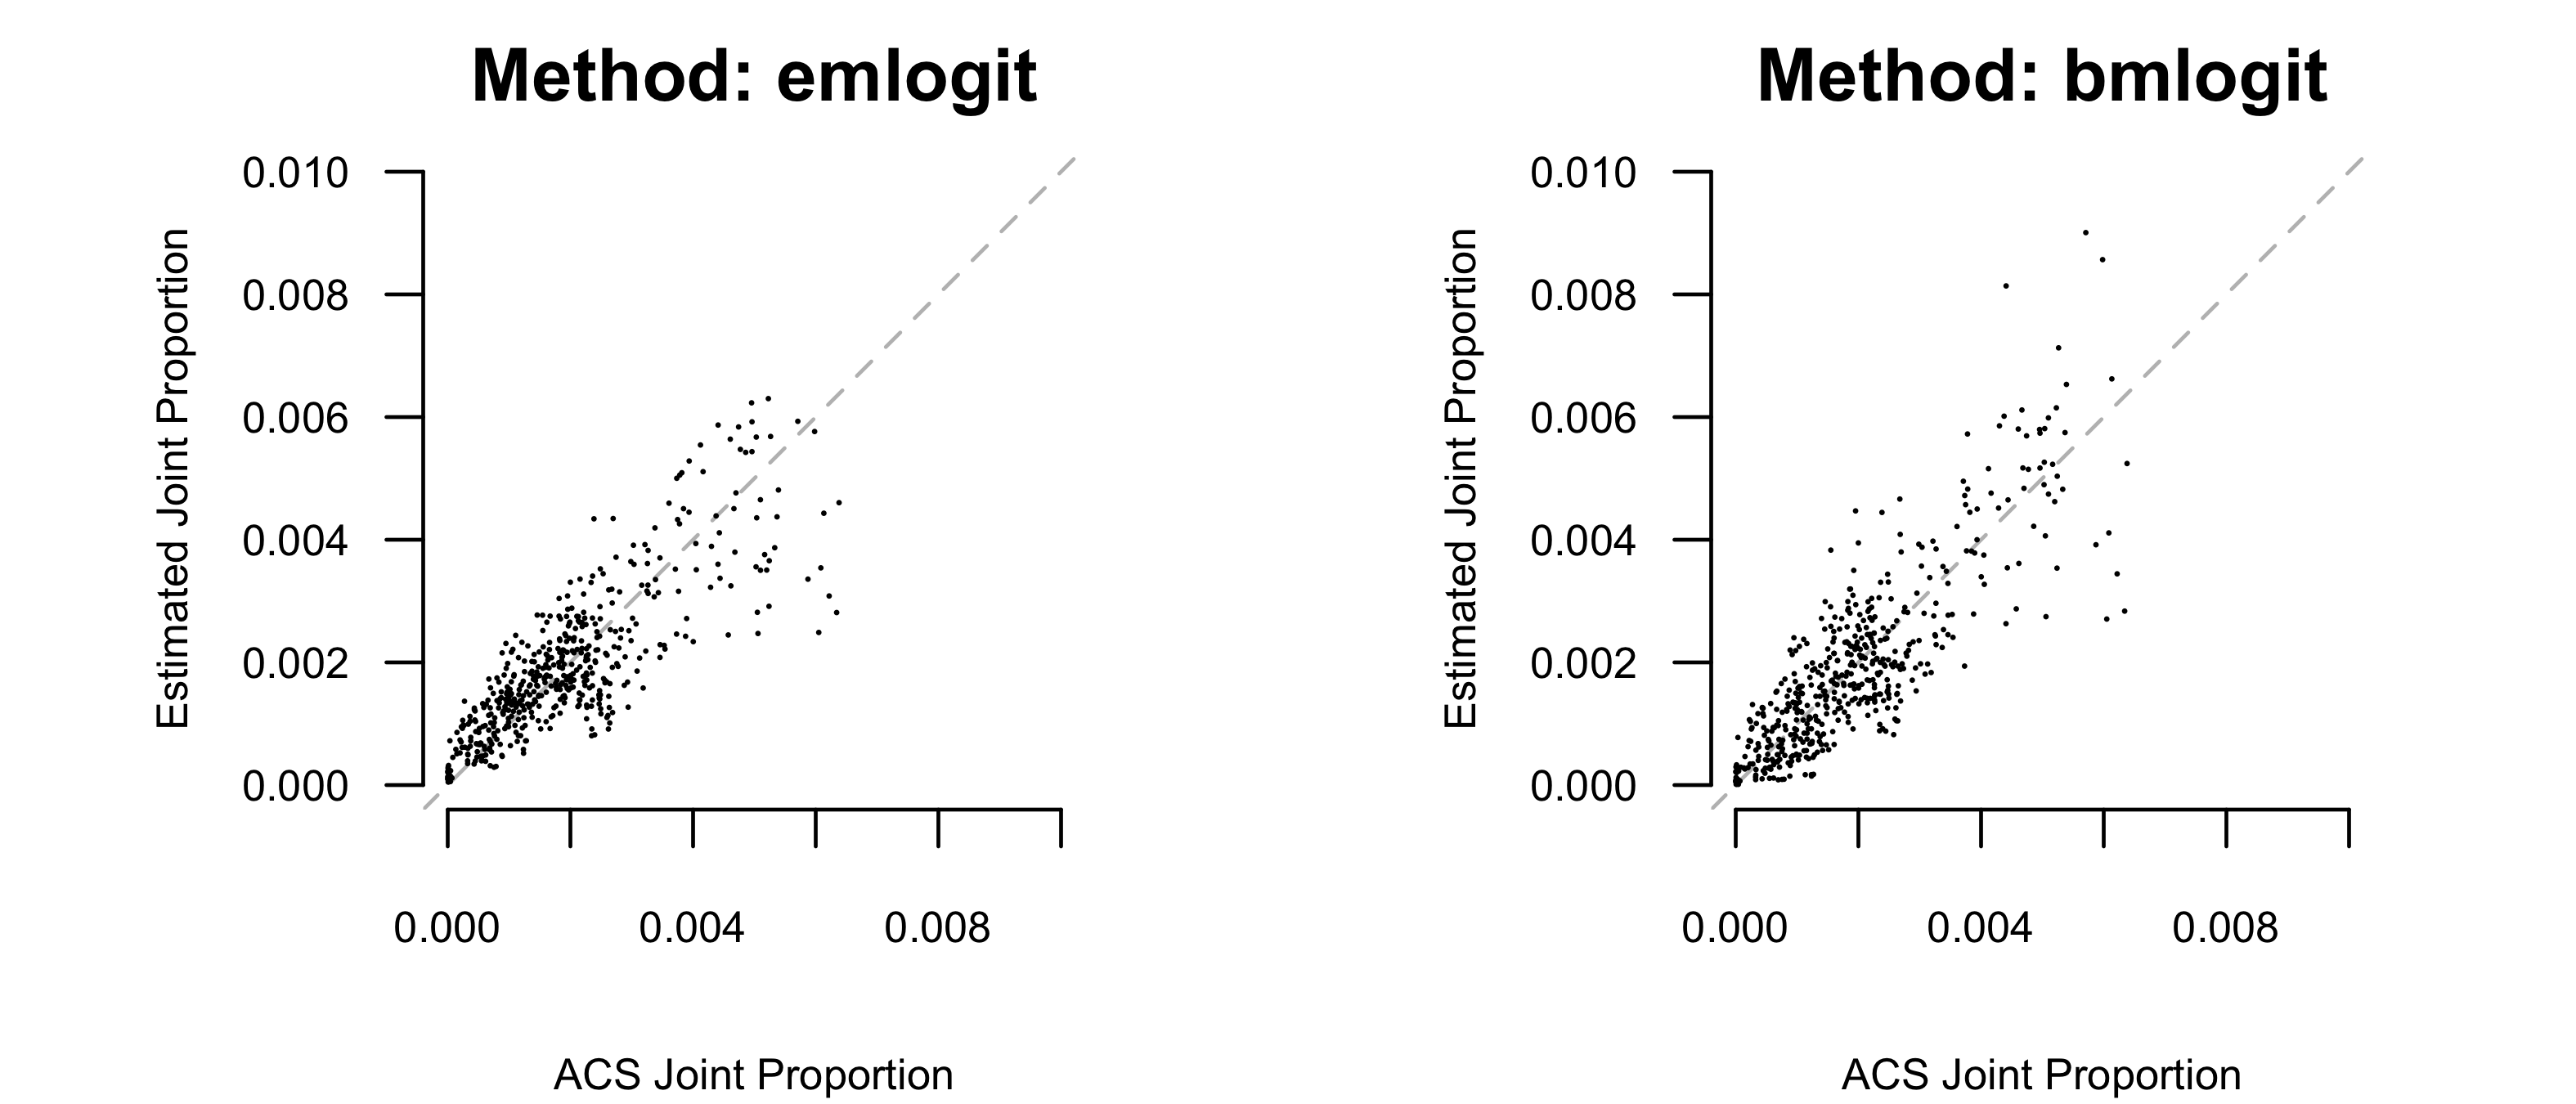 Method: emlogit
0.010
0.008
0.006
0.004
0.002
0.000
Estimated Joint Proportion
0.000 0.004 0.008
ACS Joint Proportion
Method: bmlogit
0.010
0.008
0.006
0.004
0.002
0.000
Estimated Joint Proportion
0.000 0.004 0.008
ACS Joint Proportion